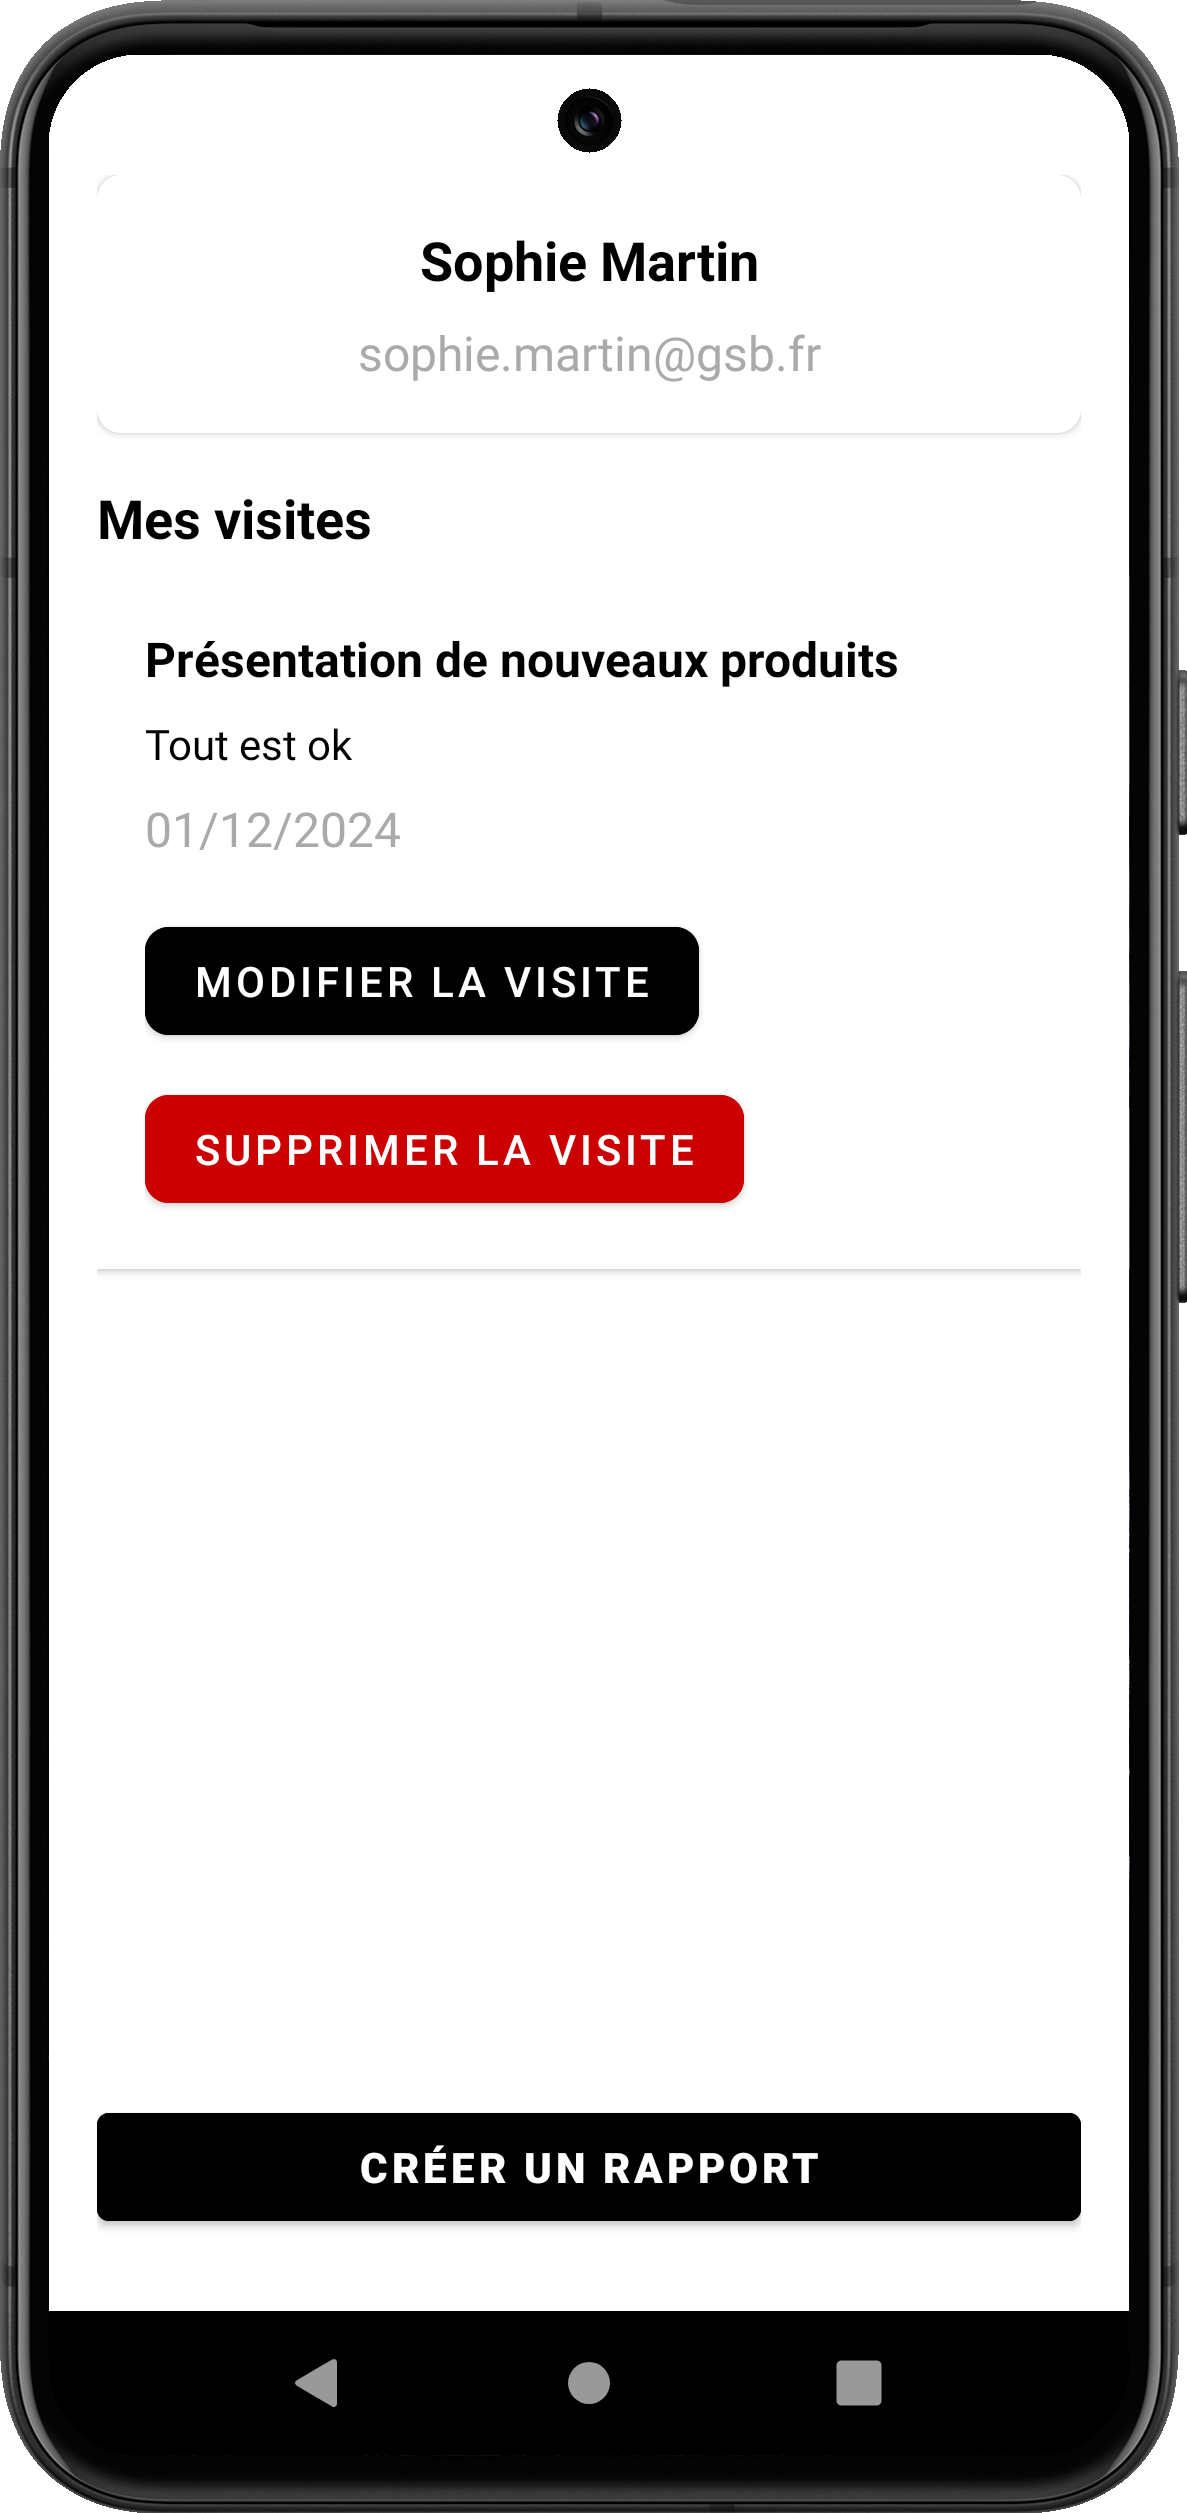 Sophie Martin
sophie.martin@gsb.fr
Mes visites
Présentation de nouveaux produits
Tout est ok
01/12/2024
MODIFIER LA VISITE
SUPPRIMER LA VISITE
CRÉER UN RAPPORT